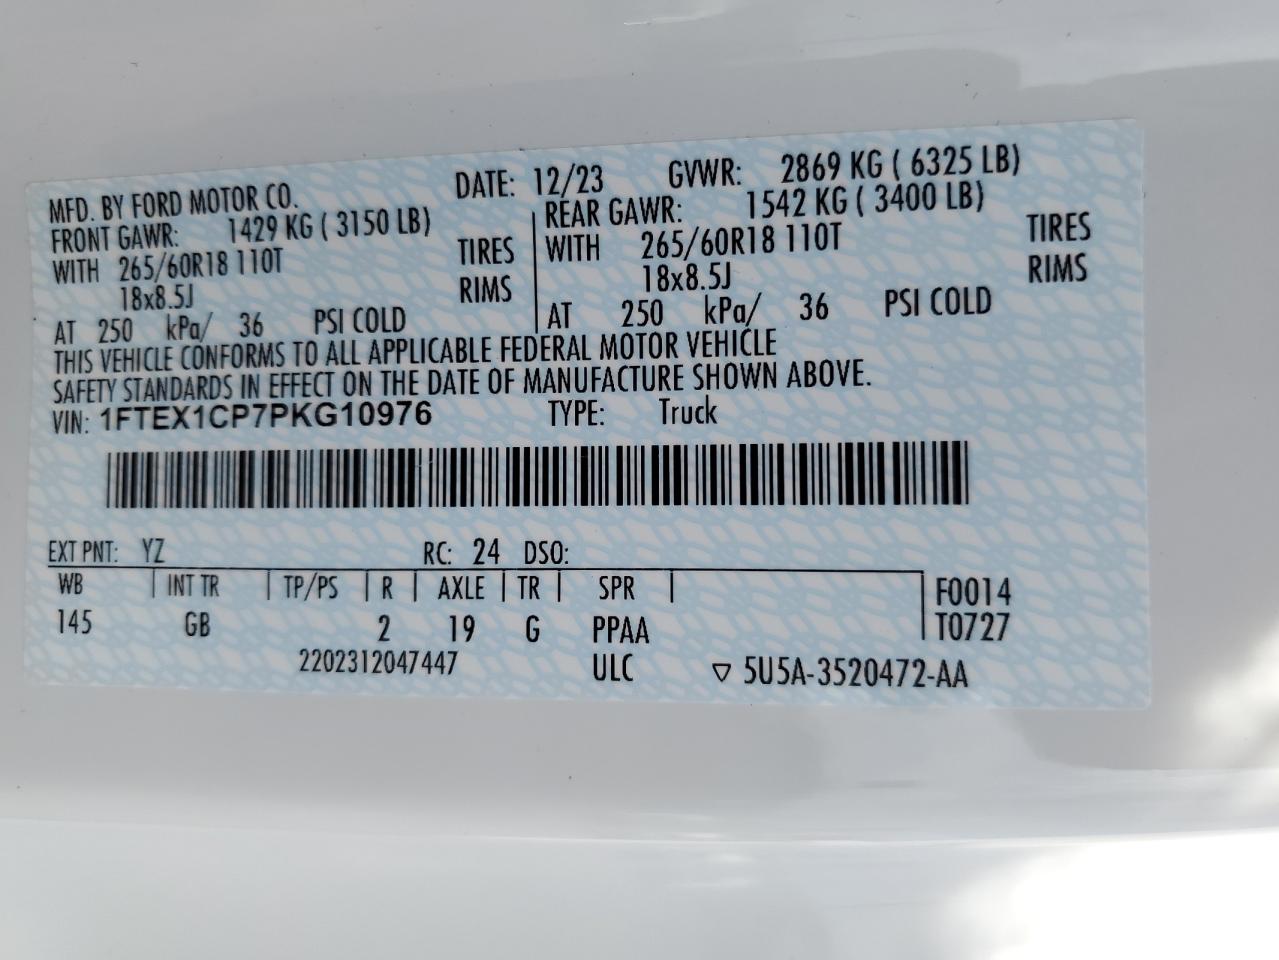 MFD. BY FORD MOTOR CO. DATE: 12/23 GVWR: 2869 KG ( 6325 LB)
FRONT GAWR: 1429 KG ( 3150 LB) REAR GAWR: 1542 KG ( 3400 LB)
WITH 265/60R18 110T TIRES WITH 265/60R18 110T TIRES
18x8.5J RIMS 18x8.5J RIMS
AT 250 kPa/ 36 PSI COLD AT 250 kPa/ 36 PSI COLD
THIS VEHICLE CONFORMS TO ALL APPLICABLE FEDERAL MOTOR VEHICLE
SAFETY STANDARDS IN EFFECT ON THE DATE OF MANUFACTURE SHOWN ABOVE.
VIN: 1FTEX1CP7PKG10976 TYPE: Truck
EXT PNT: YZ RC: 24 DSO:
WB INT TR TP/PS R AXLE TR SPR F0014
145 GB 2 19 G PPAA T0727
2202312047447 ULC ▽ 5U5A-3520472-AA